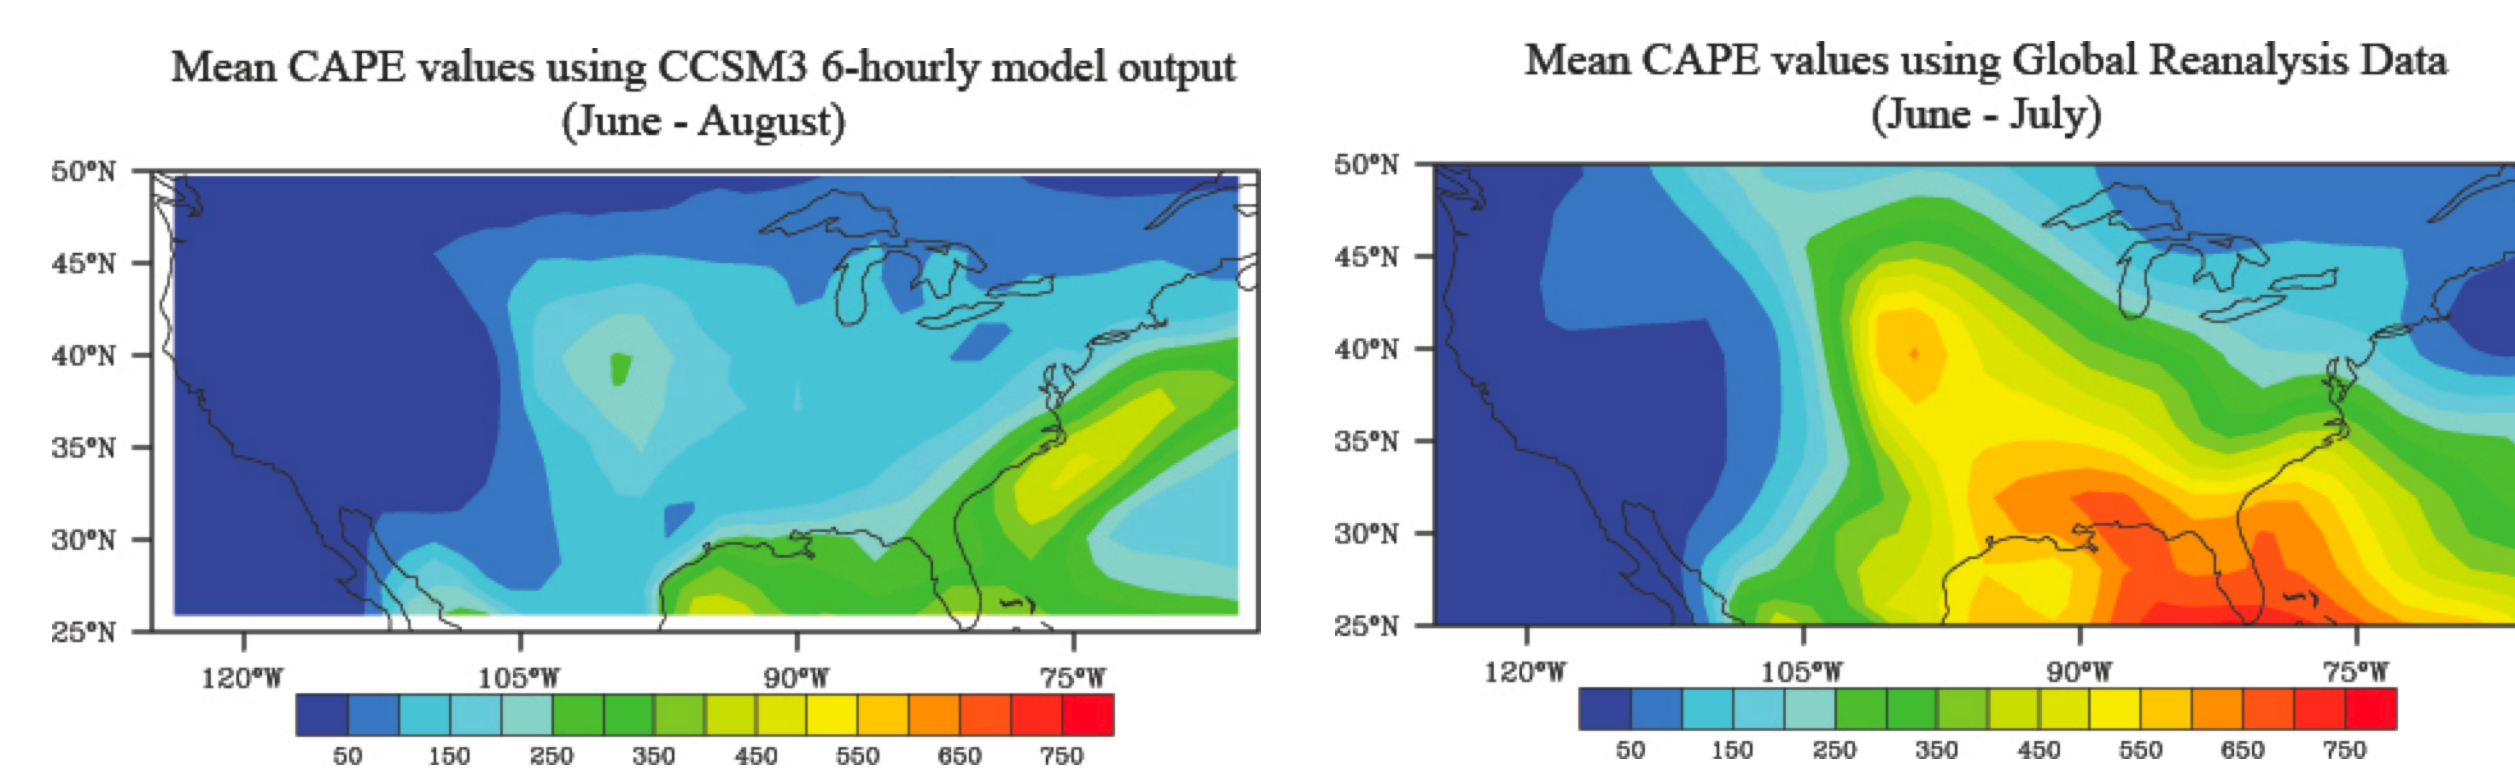 Mean CAPE values using CCSM3 6-hourly model output
(June - August)
50°N
45°N
40°N
35°N
30°N
25°N
120°W 105°W 90°W 75°W
50 150 250 350 450 550 650 750
Mean CAPE values using Global Reanalysis Data
(June - July)
50°N
45°N
40°N
35°N
30°N
25°N
120°W 105°W 90°W 75°W
50 150 250 350 450 550 650 750